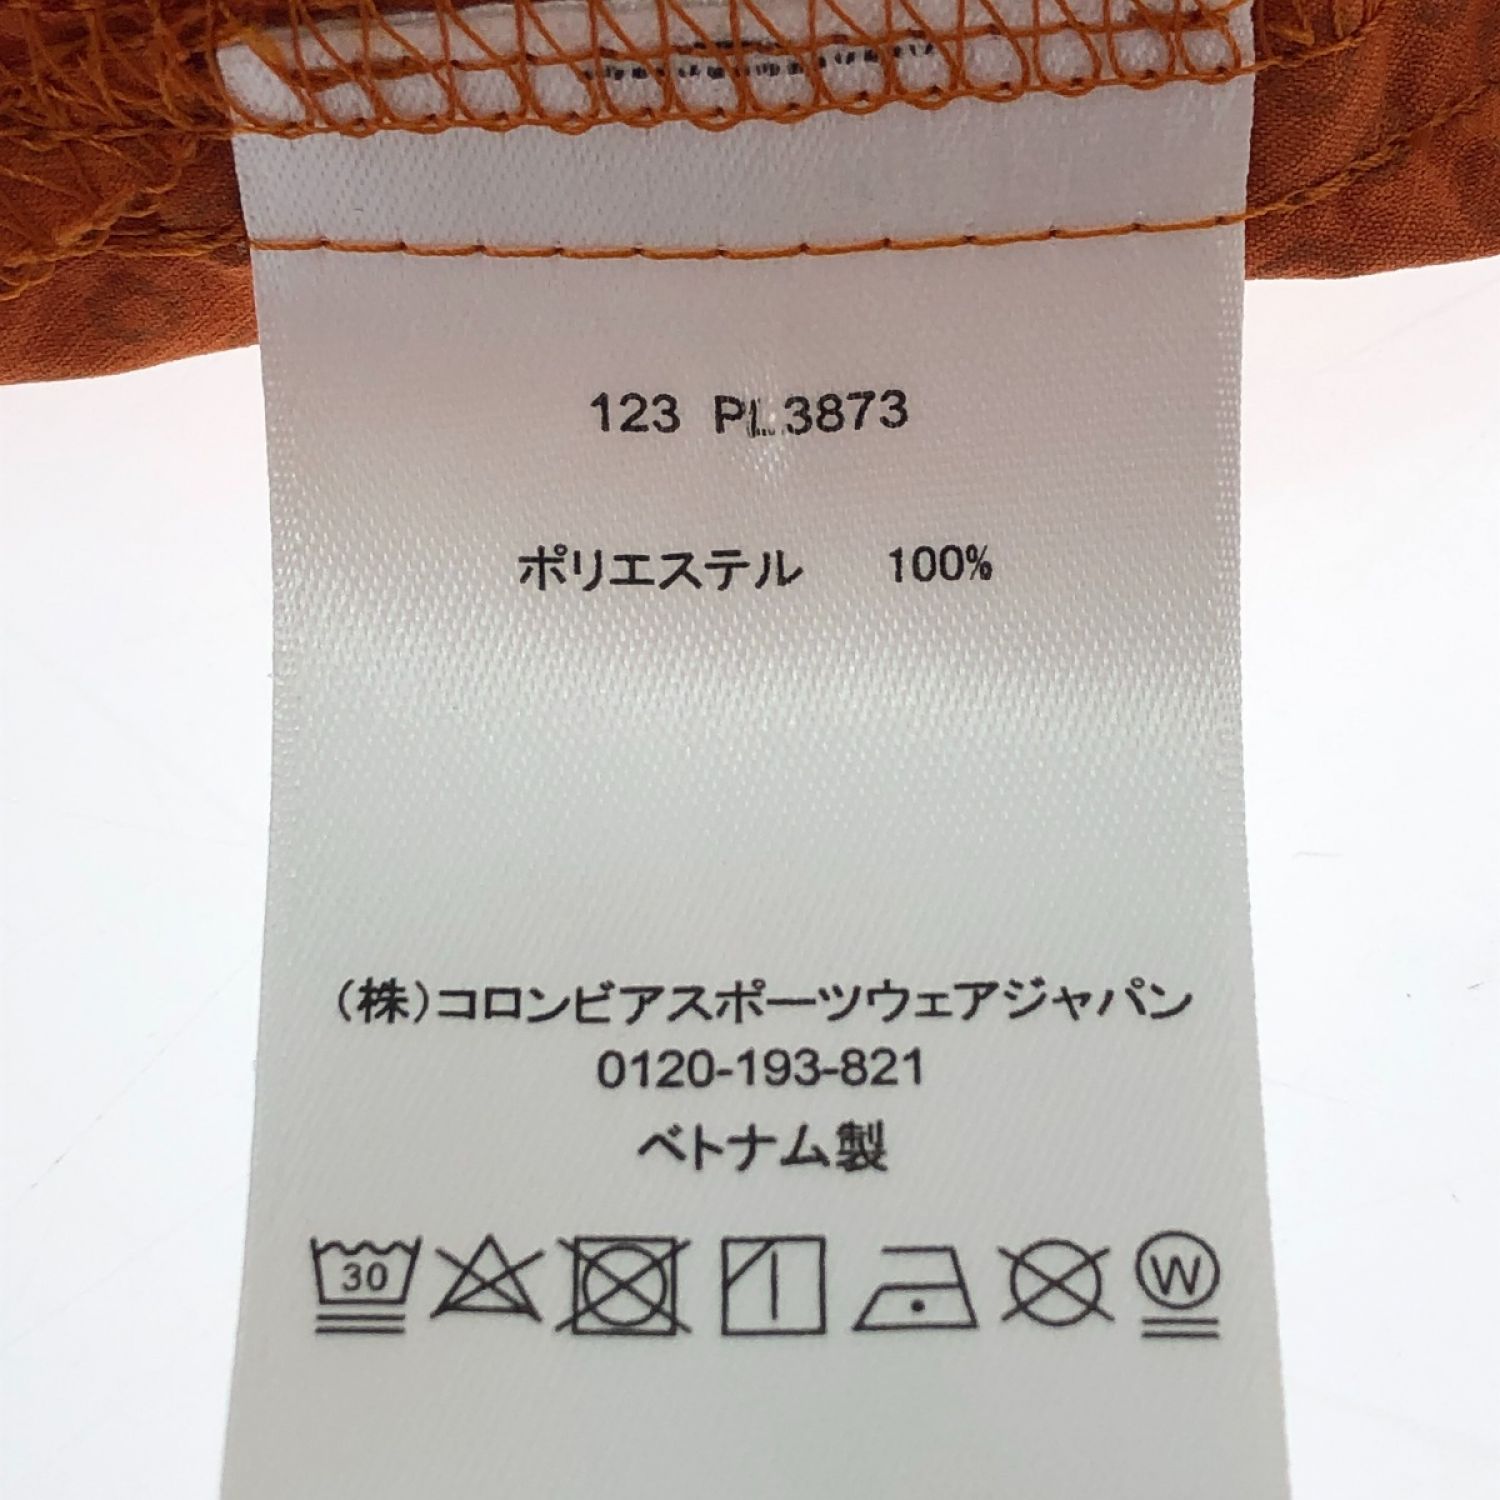 123 PL3873
ポリエステル 100%
(株)コロンビアスポーツウェアジャパン
0120-193-821
ベトナム製
30 W